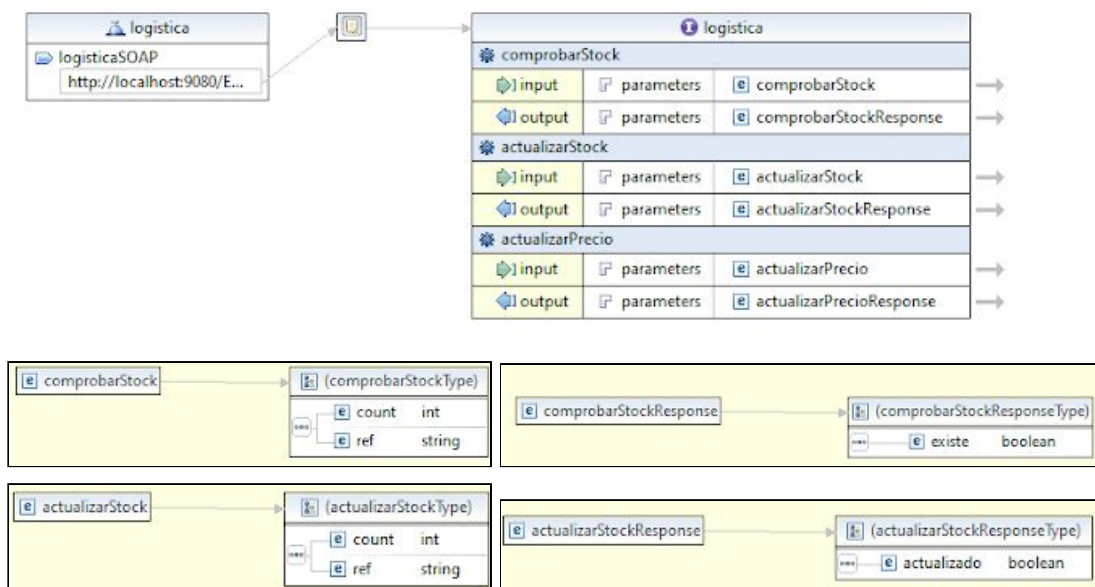 logistica
logisticaSOAP
http://localhost:9080/E...
logistica
comprobarStock
input parameters e comprobarStock
output parameters e comprobarStockResponse
actualizarStock
input parameters e actualizarStock
output parameters e actualizarStockResponse
actualizarPrecio
input parameters e actualizarPrecio
output parameters e actualizarPrecioResponse
e comprobarStock
(comprobarStockType)
e count int
e ref string
e comprobarStockResponse
(comprobarStockResponseType)
e existe boolean
e actualizarStock
(actualizarStockType)
e count int
e ref string
e actualizarStockResponse
(actualizarStockResponseType)
e actualizado boolean